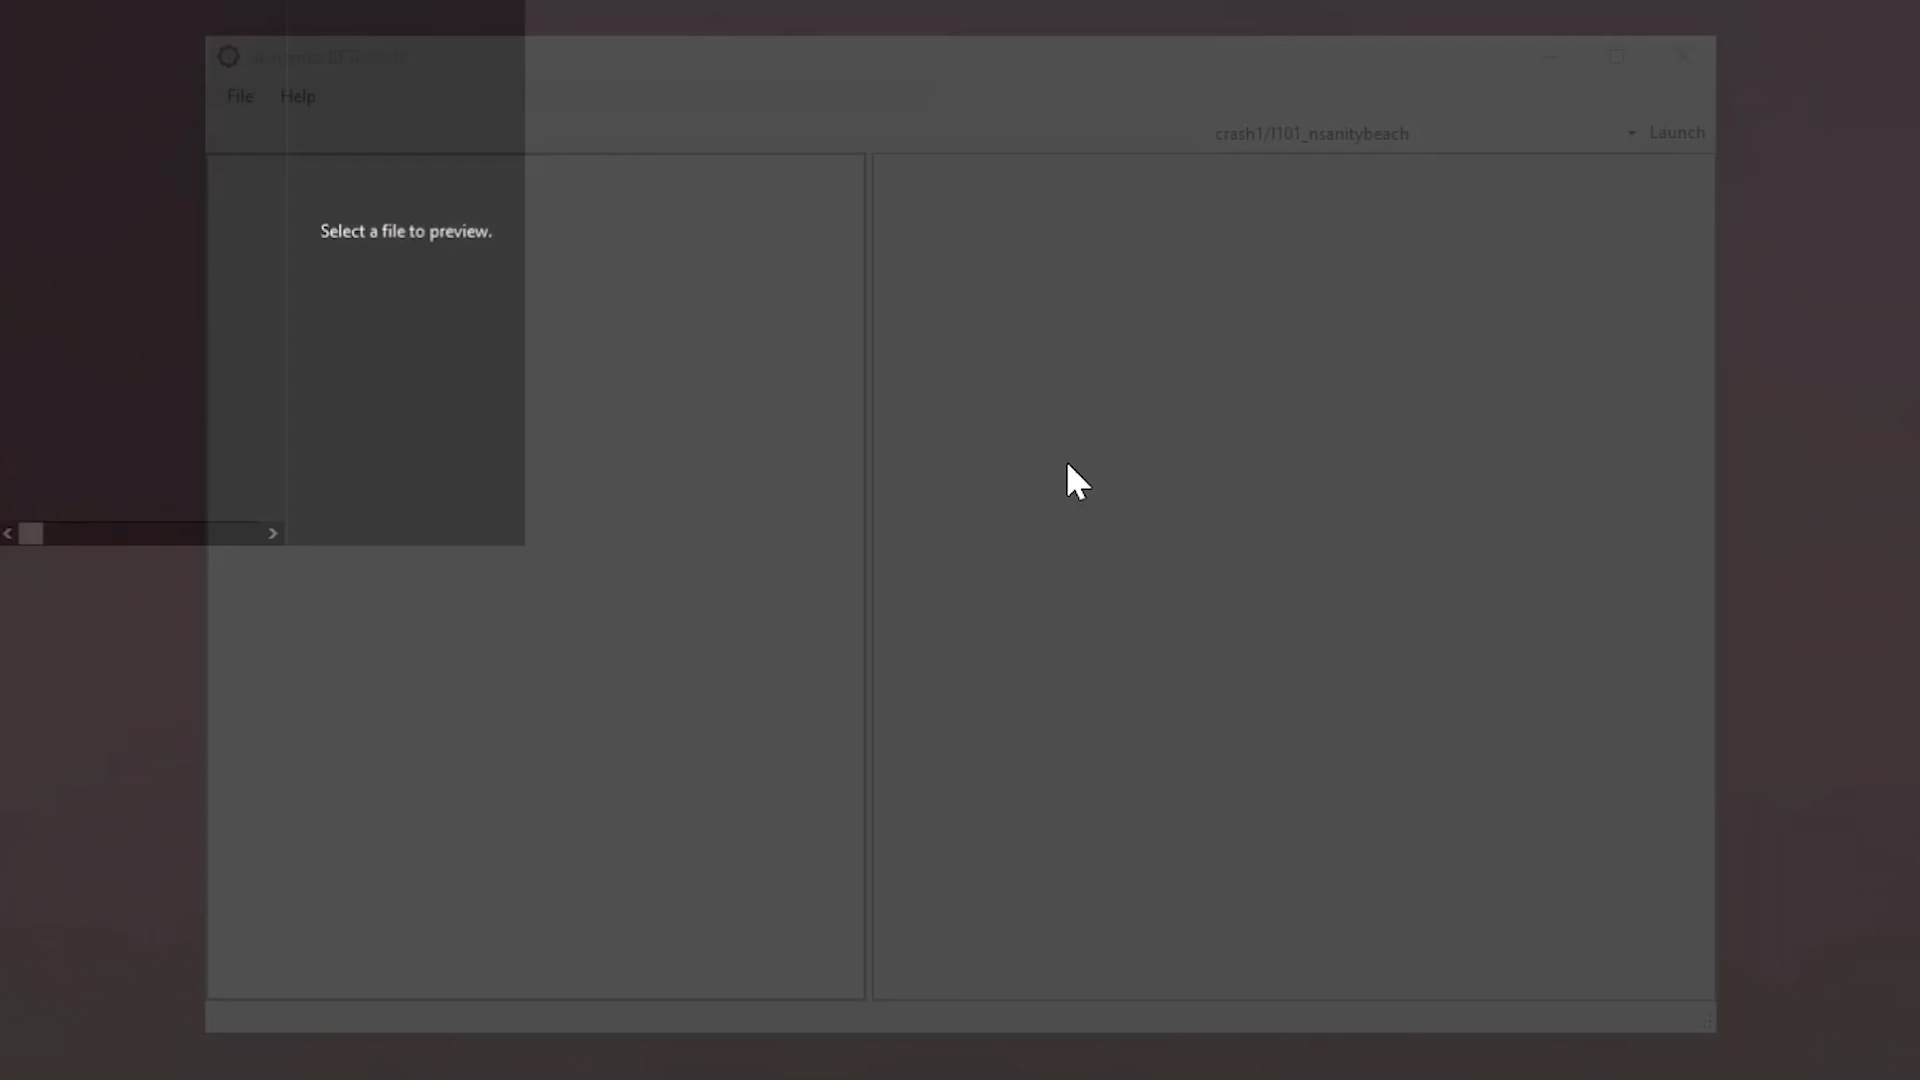 File Help
crash1/l101_nsanitybeach Launch
Select a file to preview.